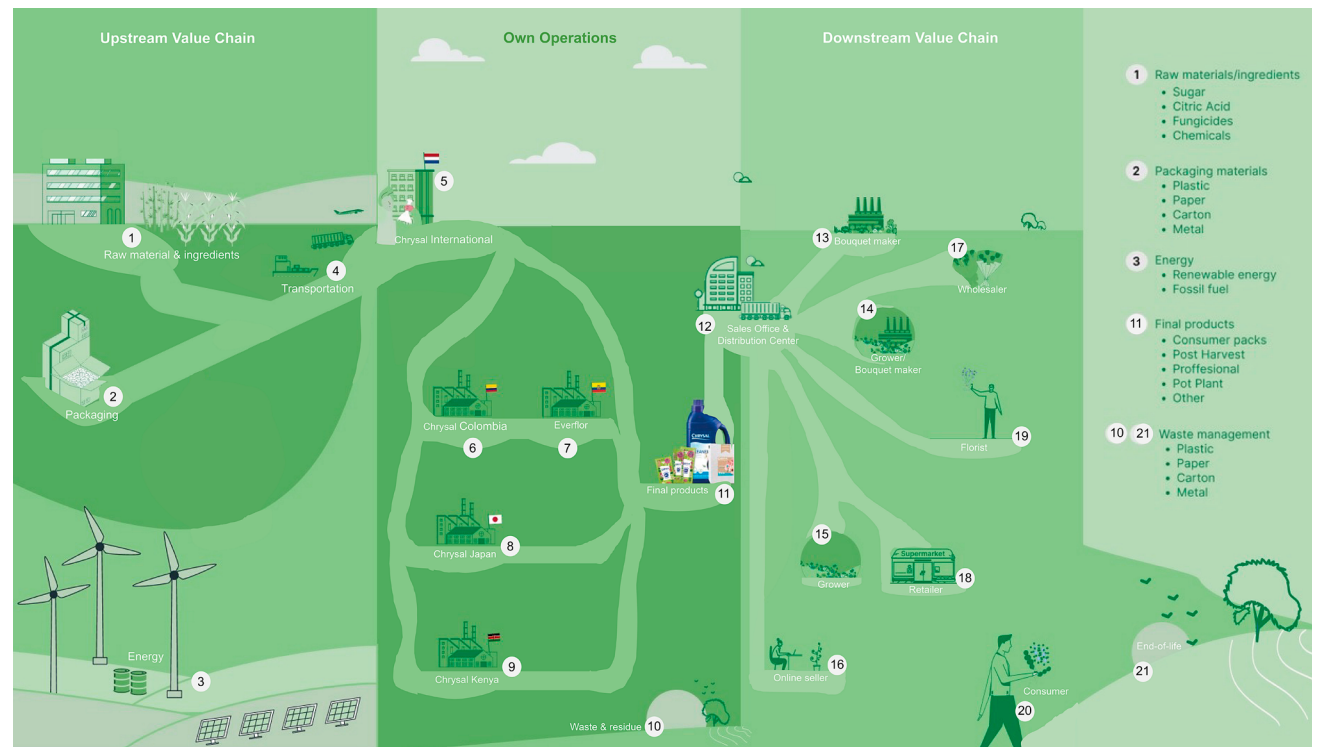 Upstream Value Chain
Own Operations
Downstream Value Chain
1
Raw material & ingredients
4
Transportation
2
Packaging
Energy
3
5
Chrysal International
Chrysal Colombia
6
Everflor
7
Chrysal Japan
8
Chrysal Kenya
9
CHRYSAL
Final products
11
Waste & residue
10
12
Sales Office &
Distribution Center
13
Bouquet maker
17
Wholesaler
14
Grower/
Bouquet maker
19
Florist
15
Grower
Supermarket
18
Retailer
16
Online seller
Consumer
20
End-of-life
21
1
Raw materials/ingredients
• Sugar
• Citric Acid
• Fungicides
• Chemicals
2
Packaging materials
• Plastic
• Paper
• Carton
• Metal
3
Energy
• Renewable energy
• Fossil fuel
11
Final products
• Consumer packs
• Post Harvest
• Proffesional
• Pot Plant
• Other
10 21 Waste management
• Plastic
• Paper
• Carton
• Metal